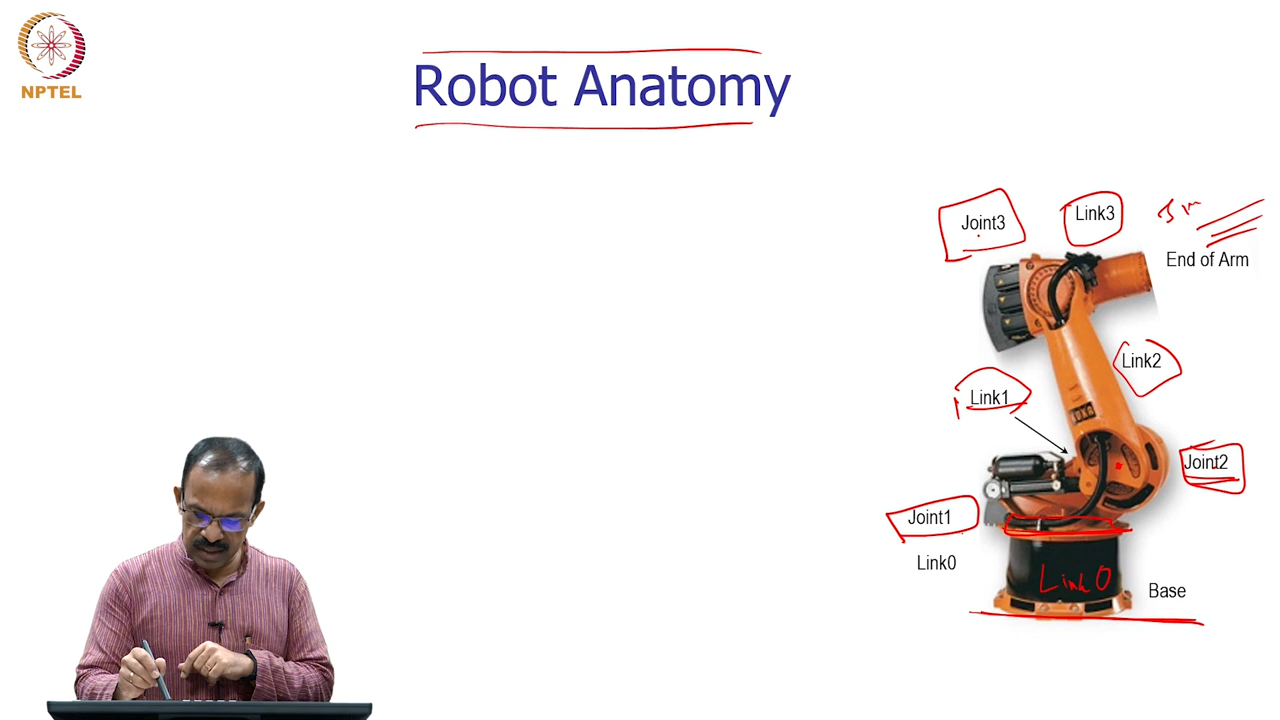 NPTEL
Robot Anatomy
Joint3
Link3
End of Arm
Link2
Link1
Joint2
Joint1
Link0
Link 0
Base